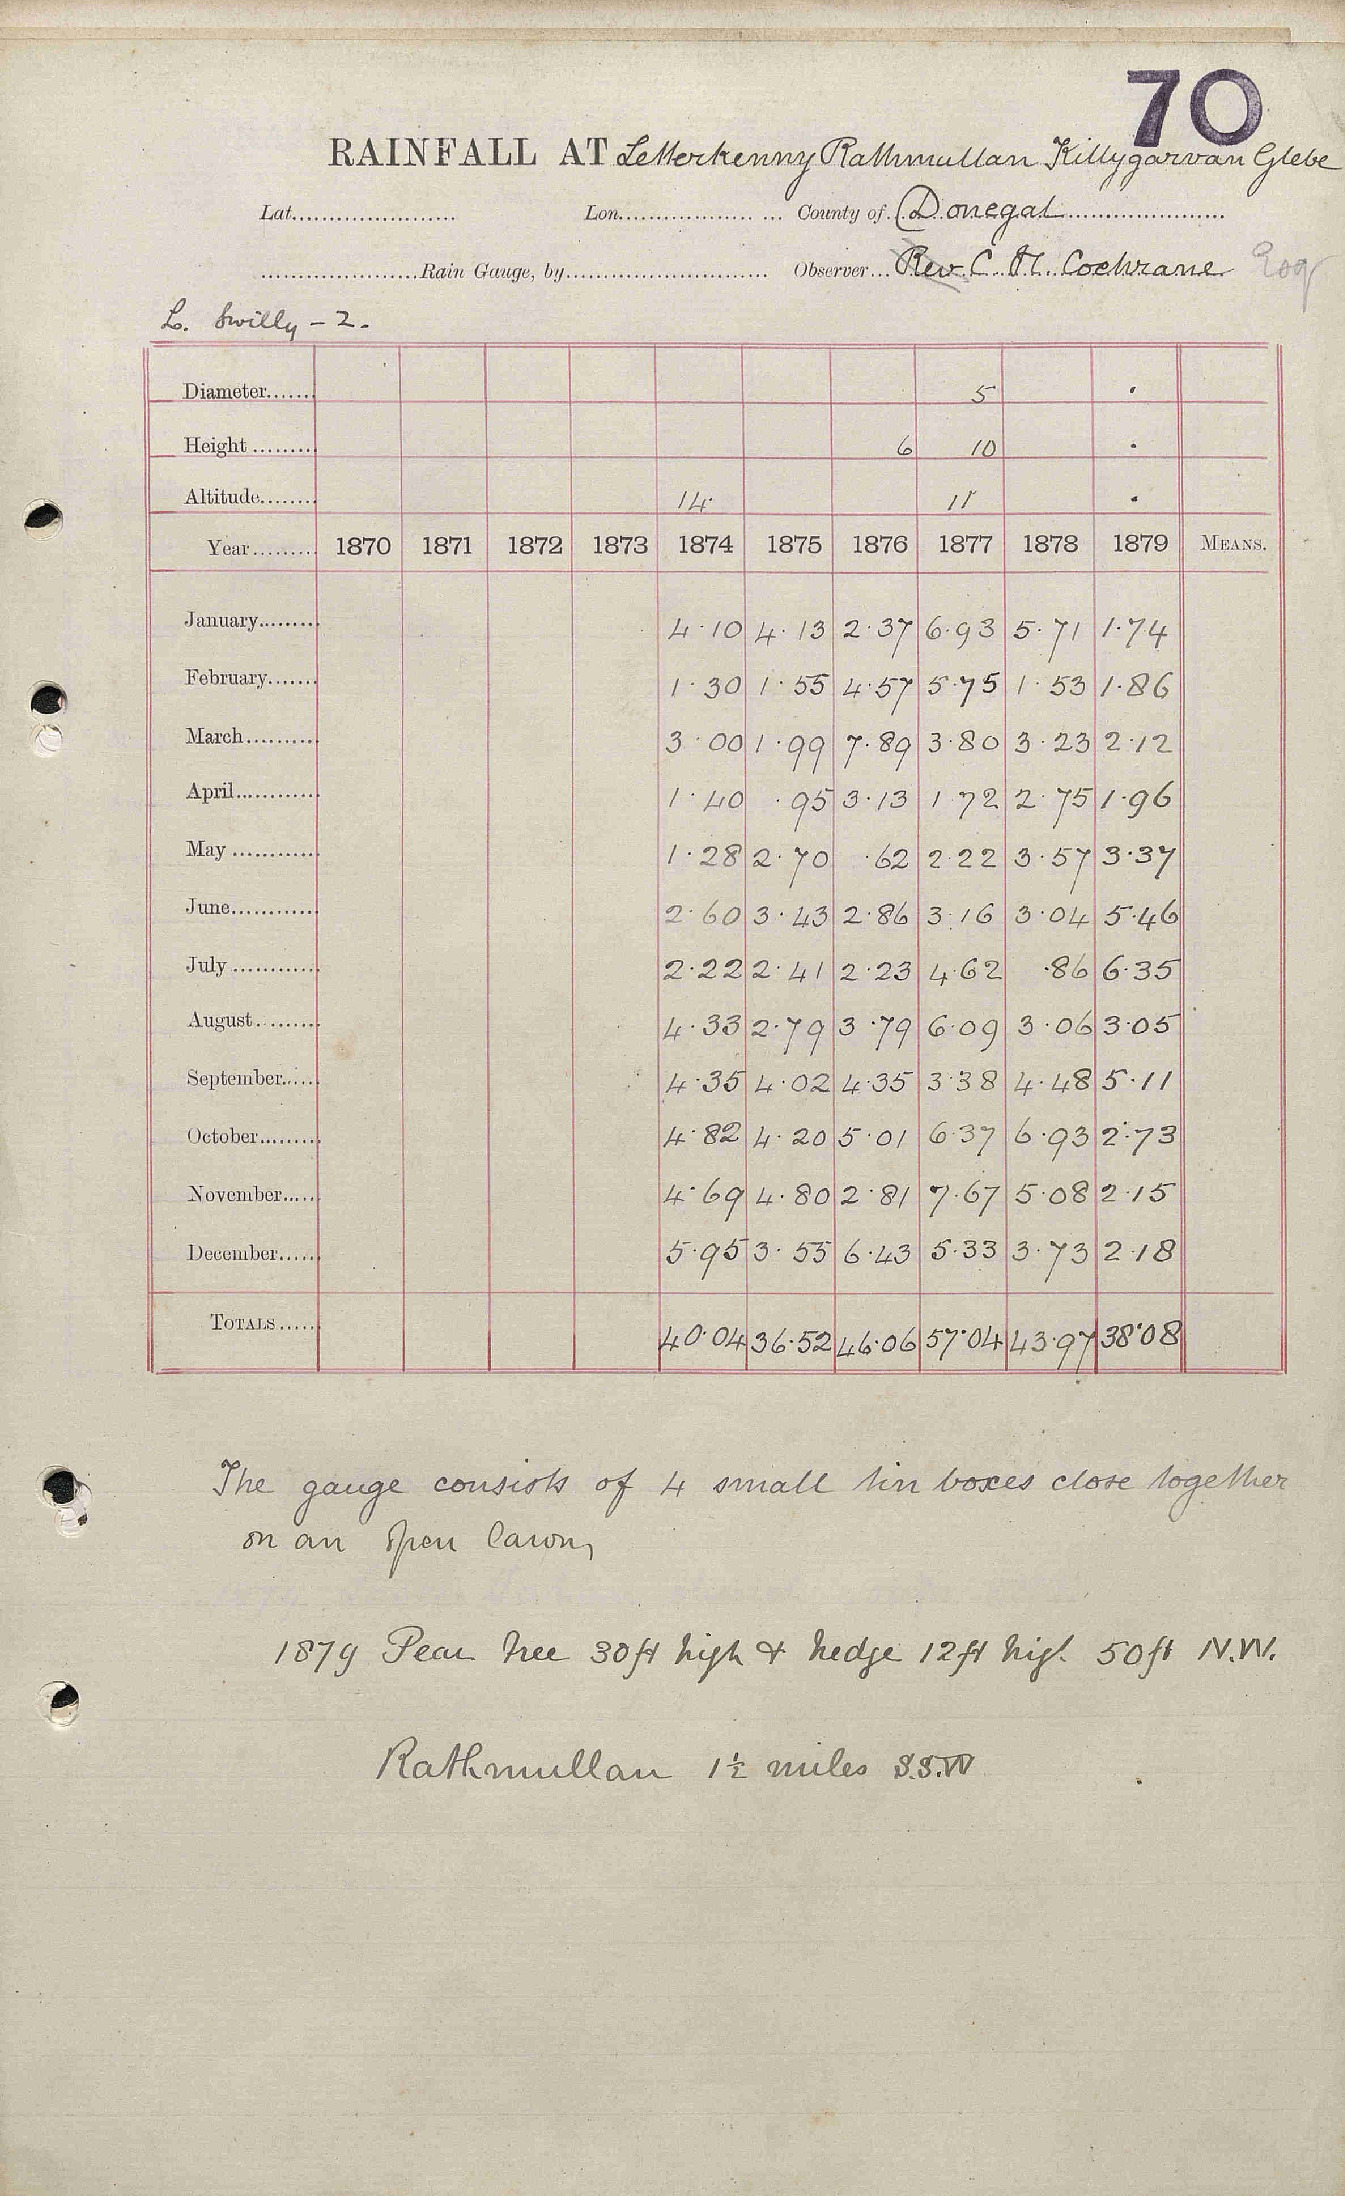 70
RAINFALL AT Letterkenny Rathmullan Killygarvan Glebe
Lat. Lon. County of Donegal
Rain Gauge, by Observer Rev C H Cochrane Esq
L. Swilly - 2.
Diameter 5 .
Height 6 10 .
Altitude 14 11 .
Year 1870 1871 1872 1873 1874 1875 1876 1877 1878 1879 MEANS.
January 4.10 4.13 2.37 6.93 5.71 1.74
February 1.30 1.55 4.57 5.75 1.53 1.86
March 3.00 1.99 7.89 3.80 3.23 2.12
April 1.40 .95 3.13 1.72 2.75 1.96
May 1.28 2.70 .62 2.22 3.57 3.37
June 2.60 3.43 2.86 3.16 3.04 5.46
July 2.22 2.41 2.23 4.62 .86 6.35
August 4.33 2.79 3.79 6.09 3.06 3.05
September 4.35 4.02 4.35 3.38 4.48 5.11
October 4.82 4.20 5.01 6.37 6.93 2.73
November 4.69 4.80 2.81 7.67 5.08 2.15
December 5.95 3.55 6.43 5.33 3.73 2.18
TOTALS 40.04 36.52 46.06 57.04 43.97 38.08
The gauge consists of 4 small tin boxes close together
on an open lawn,
1879 Pear tree 30ft high & hedge 12ft high 50ft N.W.
Rathmullan 1½ miles S.S.W